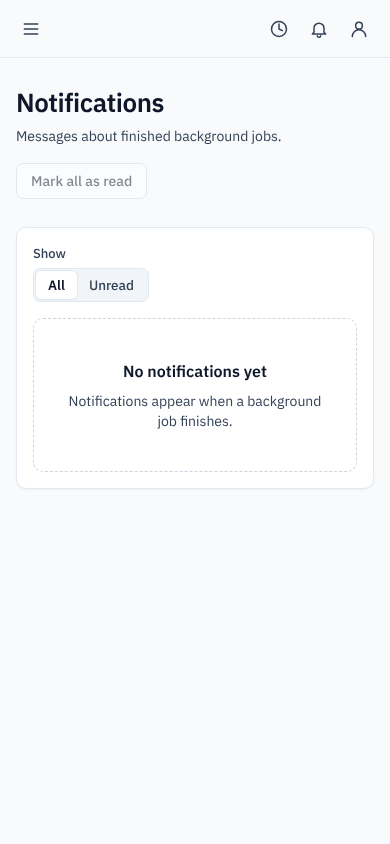 Notifications
Messages about finished background jobs.
Mark all as read
Show
All
Unread
No notifications yet
Notifications appear when a background
job finishes.